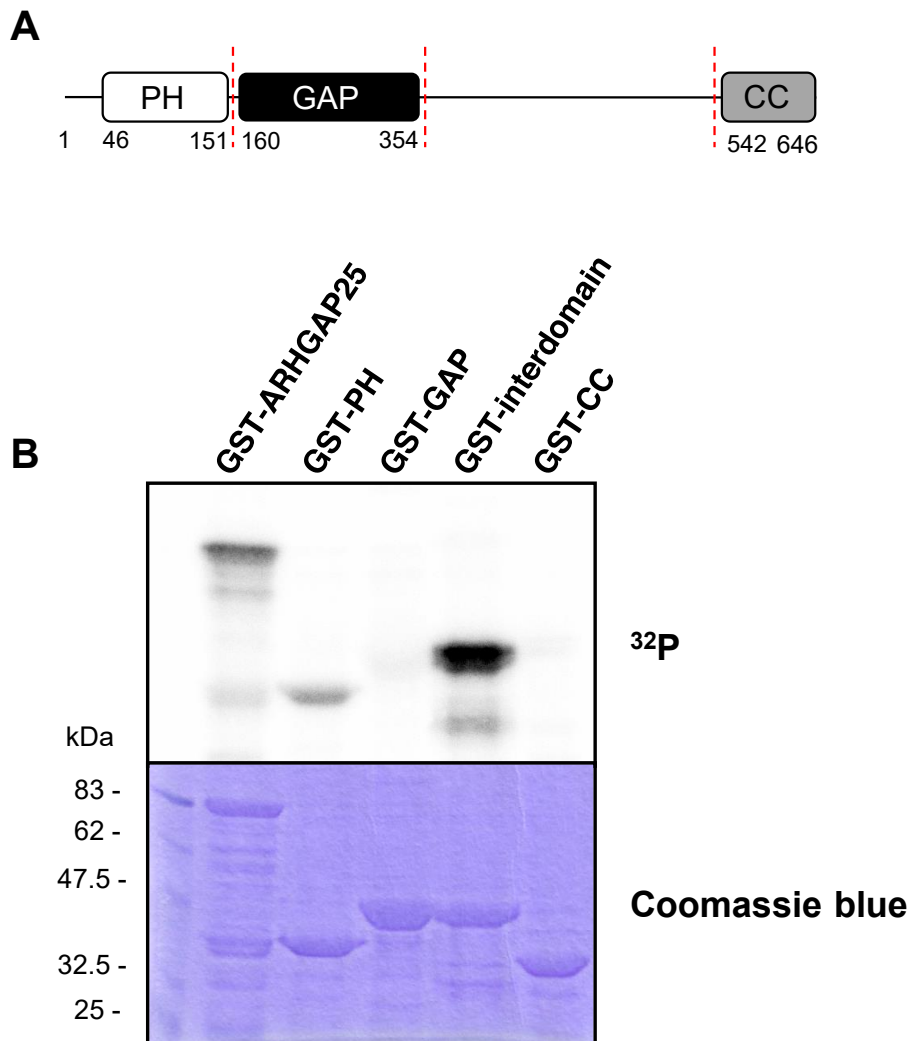 A
PH GAP CC
1 46 151 160 354 542 646
GST-ARHGAP25
GST-PH
GST-GAP
GST-interdomain
GST-CC
B
32P
kDa
83 -
62 -
47.5 -
32.5 -
25 -
Coomassie blue